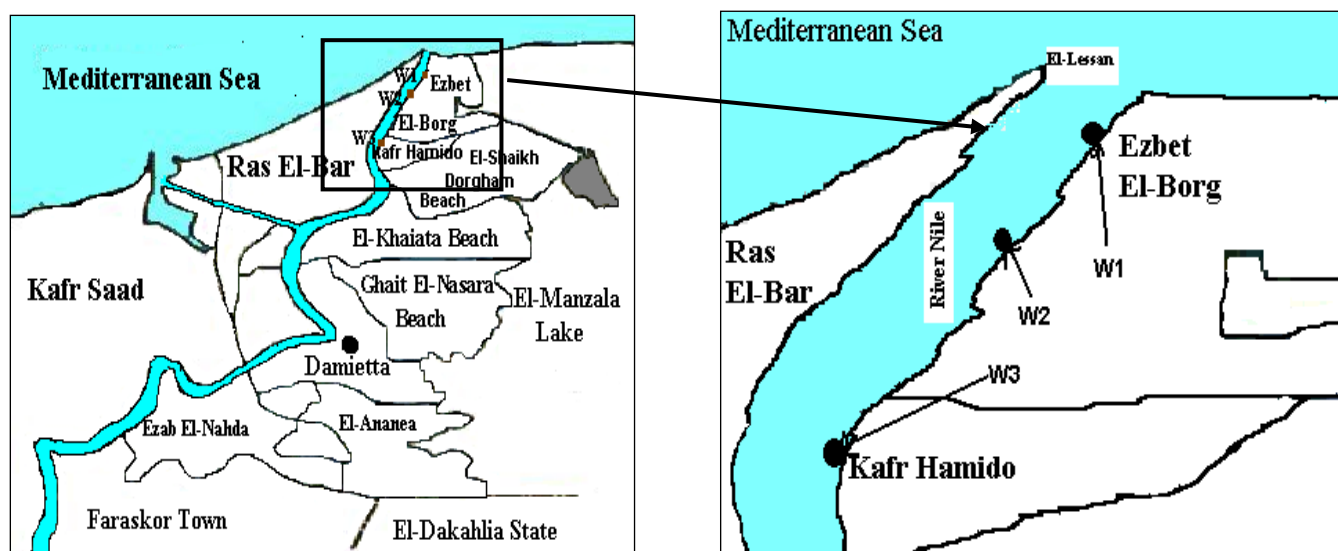 Mediterranean Sea
W1
Ezbet
W2
El-Borg
W3
Kafr Hamido
Ras El-Bar
El-Shaikh
Dorgham
Beach
El-Khaiata Beach
Kafr Saad
Ghait El-Nasara
Beach
El-Manzala
Lake
Damietta
Ezab El-Nahda
El-Ananea
Faraskor Town
El-Dakahlia State
Mediterranean Sea
El-Lessan
Ezbet
El-Borg
Ras
El-Bar
River Nile
W1
W2
W3
Kafr Hamido